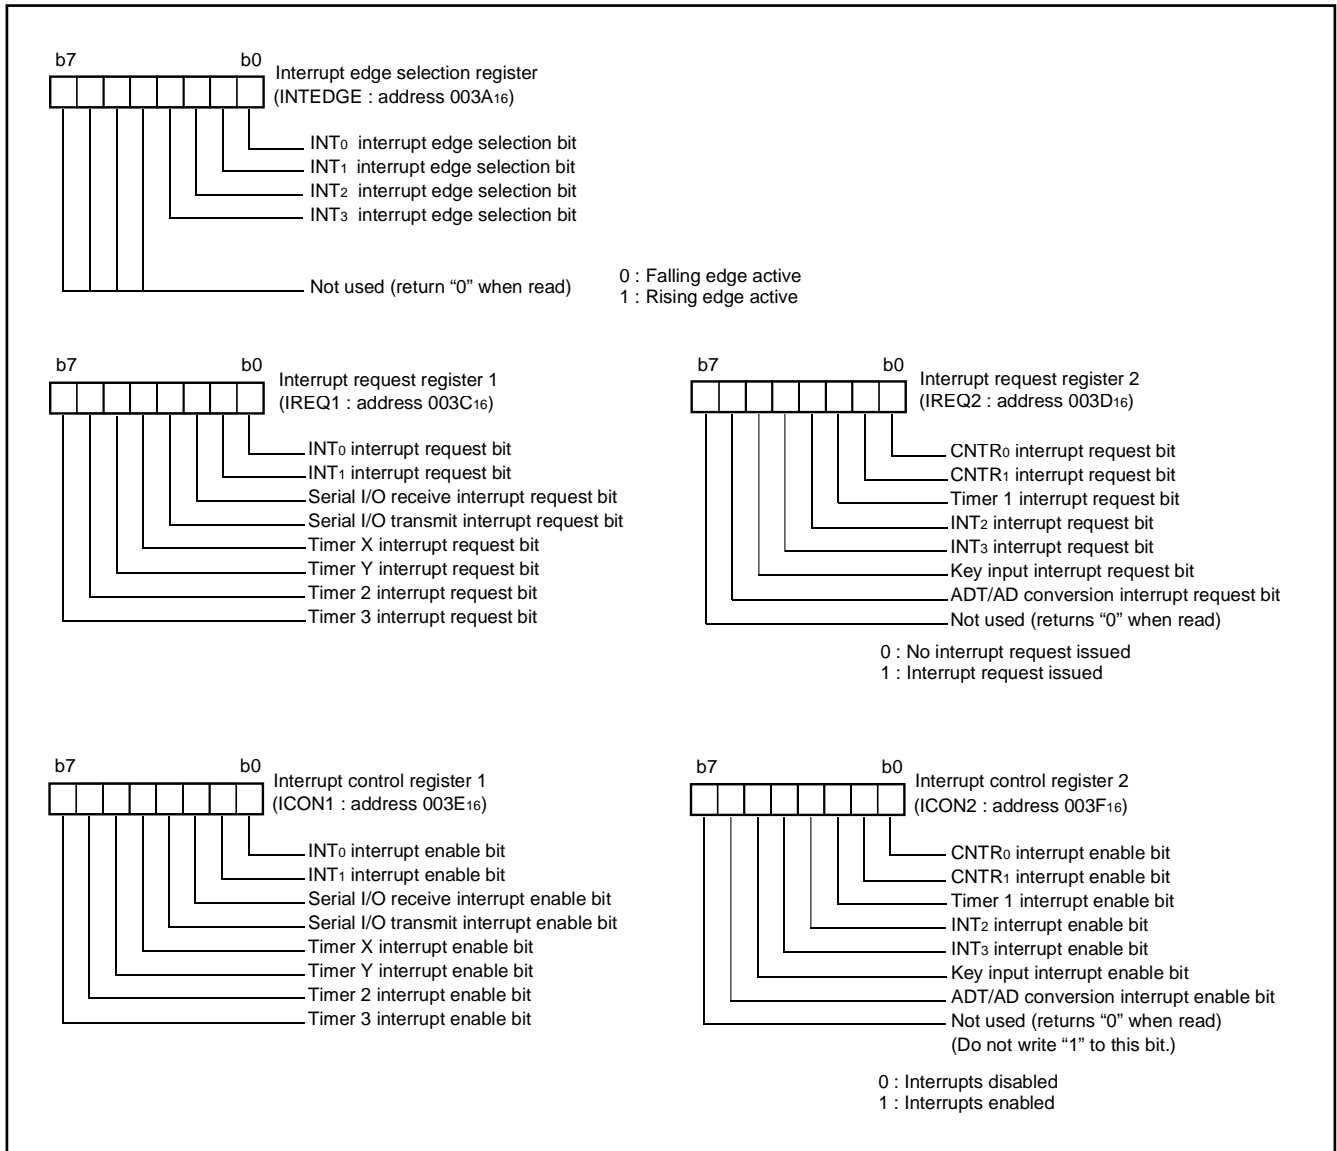 b7 b0
Interrupt edge selection register
(INTEDGE : address 003A16)
INT0 interrupt edge selection bit
INT1 interrupt edge selection bit
INT2 interrupt edge selection bit
INT3 interrupt edge selection bit
Not used (return “0” when read)
0 : Falling edge active
1 : Rising edge active
b7 b0
Interrupt request register 1
(IREQ1 : address 003C16)
INT0 interrupt request bit
INT1 interrupt request bit
Serial I/O receive interrupt request bit
Serial I/O transmit interrupt request bit
Timer X interrupt request bit
Timer Y interrupt request bit
Timer 2 interrupt request bit
Timer 3 interrupt request bit
b7 b0
Interrupt request register 2
(IREQ2 : address 003D16)
CNTR0 interrupt request bit
CNTR1 interrupt request bit
Timer 1 interrupt request bit
INT2 interrupt request bit
INT3 interrupt request bit
Key input interrupt request bit
ADT/AD conversion interrupt request bit
Not used (returns “0” when read)
0 : No interrupt request issued
1 : Interrupt request issued
b7 b0
Interrupt control register 1
(ICON1 : address 003E16)
INT0 interrupt enable bit
INT1 interrupt enable bit
Serial I/O receive interrupt enable bit
Serial I/O transmit interrupt enable bit
Timer X interrupt enable bit
Timer Y interrupt enable bit
Timer 2 interrupt enable bit
Timer 3 interrupt enable bit
b7 b0
Interrupt control register 2
(ICON2 : address 003F16)
CNTR0 interrupt enable bit
CNTR1 interrupt enable bit
Timer 1 interrupt enable bit
INT2 interrupt enable bit
INT3 interrupt enable bit
Key input interrupt enable bit
ADT/AD conversion interrupt enable bit
Not used (returns “0” when read)
(Do not write “1” to this bit.)
0 : Interrupts disabled
1 : Interrupts enabled